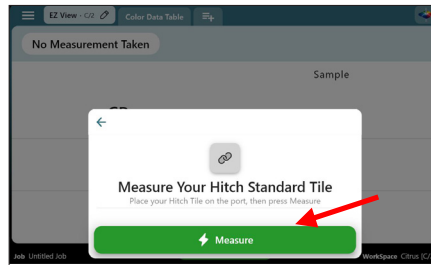 EZ View - C/2 Color Data Table
No Measurement Taken
Sample
Measure Your Hitch Standard Tile
Place your Hitch Tile on the port, then press Measure
Measure
Job Untitled Job WorkSpace Citrus [C/